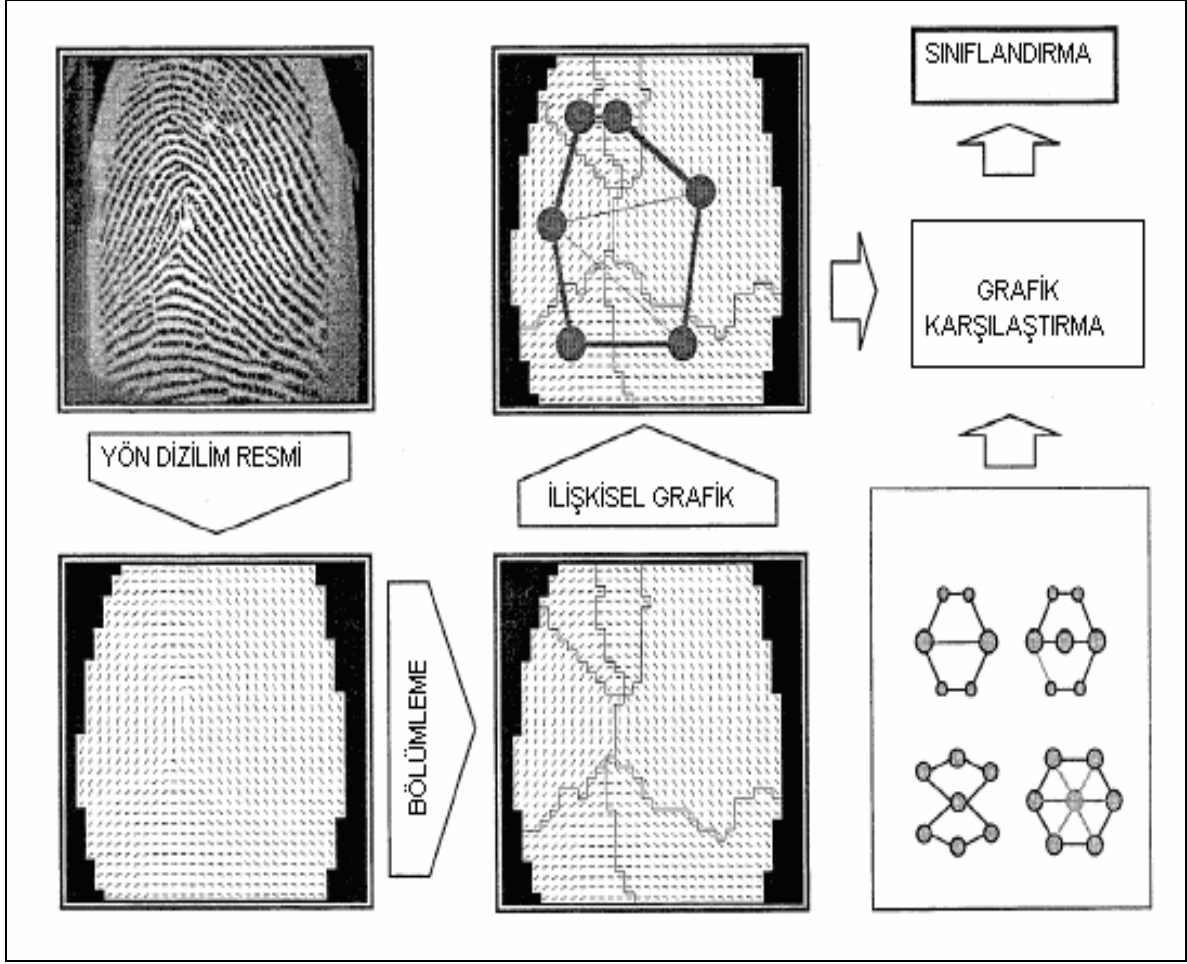 YÖN DİZİLİM RESMİ
BÖLÜMLEME
İLİŞKİSEL GRAFİK
GRAFİK
KARŞILAŞTIRMA
SINIFLANDIRMA